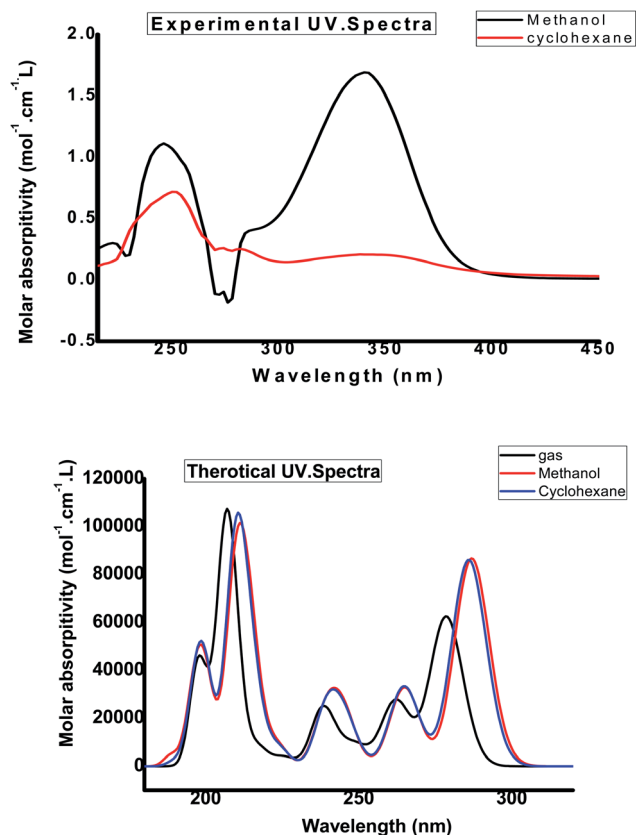 Experimental UV.Spectra
Methanol
cyclohexane
Molar absorpitivity (mol-1.cm-1.L)
2.0
1.5
1.0
0.5
0.0
-0.5
250 300 350 400 450
Wavelength (nm)
Therotical UV.Spectra
gas
Methanol
Cyclohexane
Molar absorpitivity (mol-1.cm-1.L)
120000
100000
80000
60000
40000
20000
0
200 250 300
Wavelength (nm)